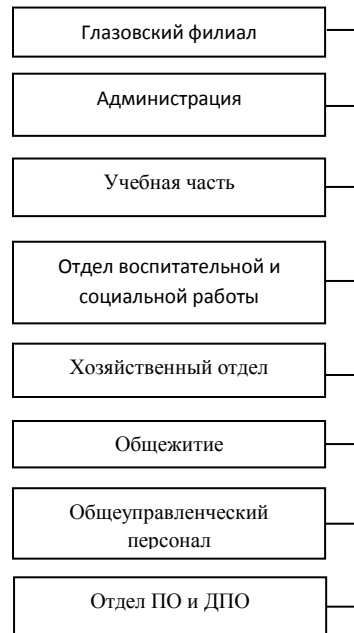 Глазовский филиал
Администрация
Учебная часть
Отдел воспитательной и
социальной работы
Хозяйственный отдел
Общежитие
Общеуправленческий
персонал
Отдел ПО и ДПО